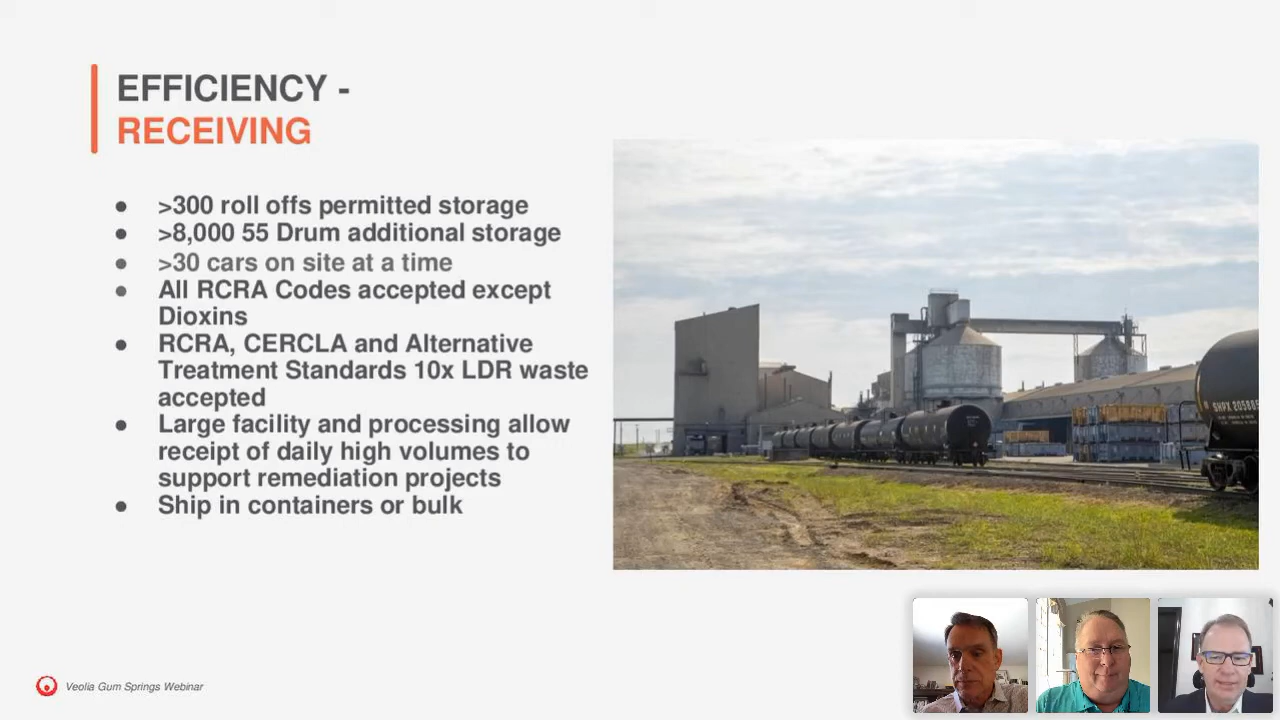 EFFICIENCY -
RECEIVING
● >300 roll offs permitted storage
● >8,000 55 Drum additional storage
● >30 cars on site at a time
● All RCRA Codes accepted except
Dioxins
● RCRA, CERCLA and Alternative
Treatment Standards 10x LDR waste
accepted
● Large facility and processing allow
receipt of daily high volumes to
support remediation projects
● Ship in containers or bulk
Veolia Gum Springs Webinar